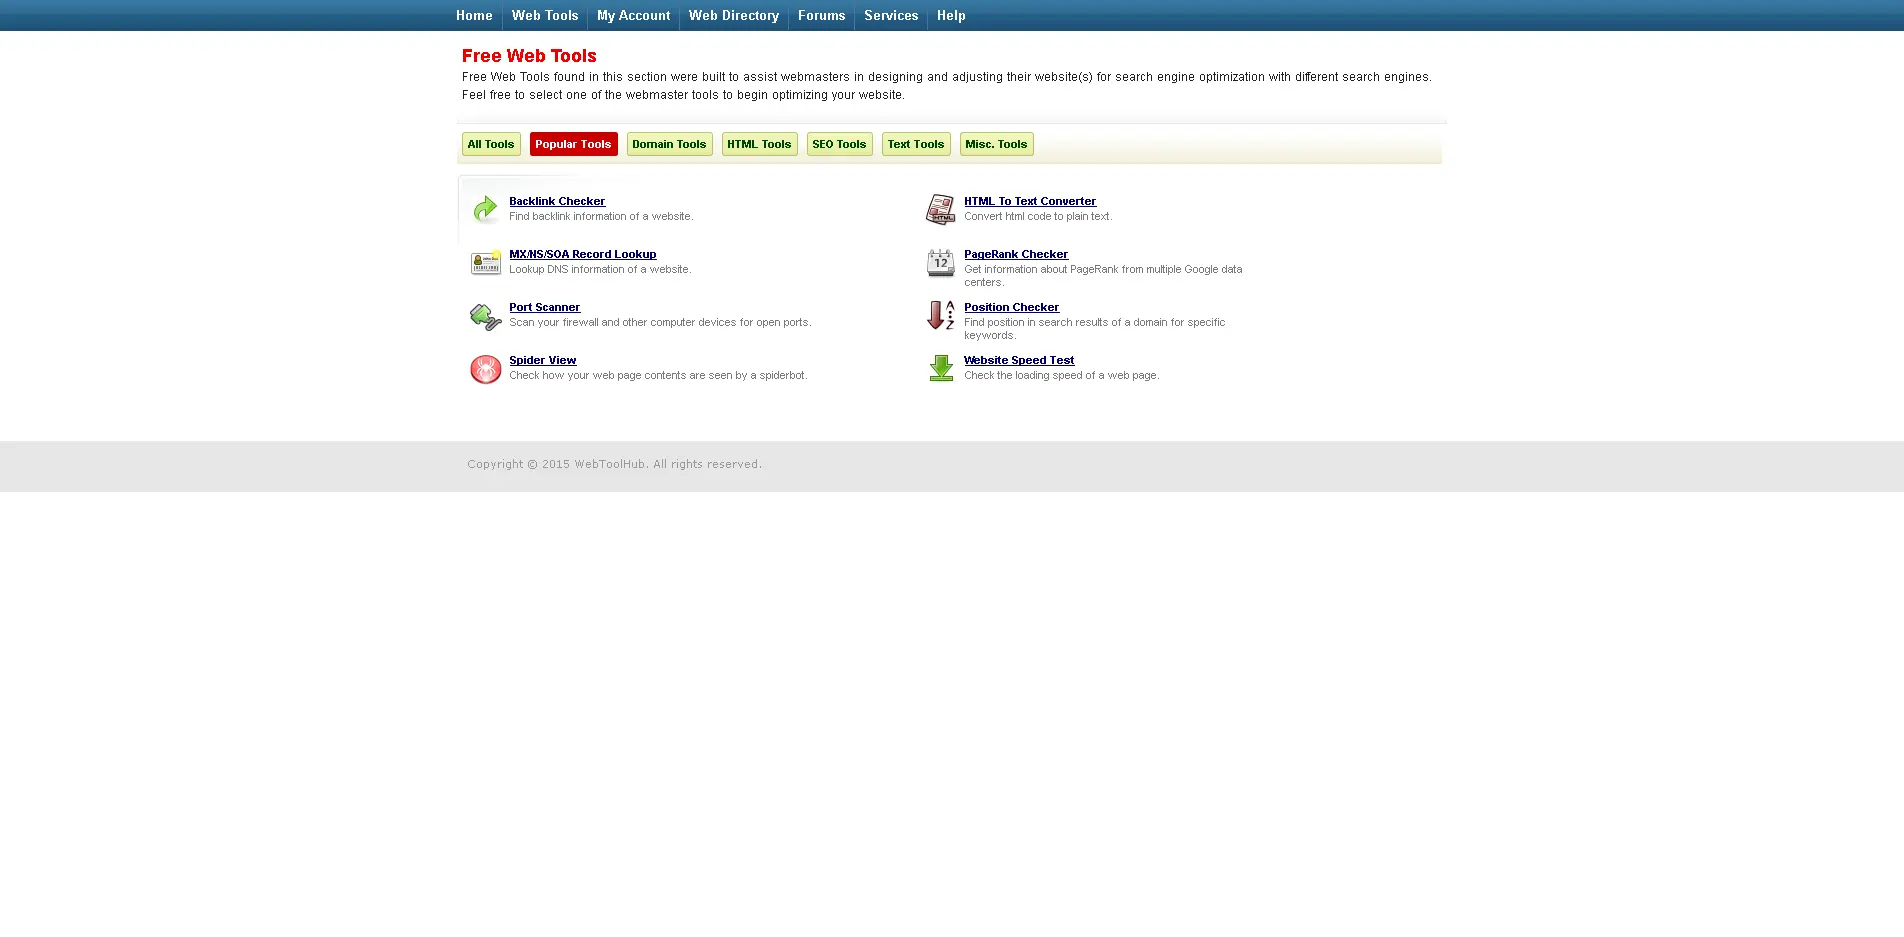 Home Web Tools My Account Web Directory Forums Services Help
Free Web Tools
Free Web Tools found in this section were built to assist webmasters in designing and adjusting their website(s) for search engine optimization with different search engines.
Feel free to select one of the webmaster tools to begin optimizing your website.
All Tools Popular Tools Domain Tools HTML Tools SEO Tools Text Tools Misc. Tools
Backlink Checker
Find backlink information of a website.
HTML To Text Converter
Convert html code to plain text.
MX/NS/SOA Record Lookup
Lookup DNS information of a website.
12
PageRank Checker
Get information about PageRank from multiple Google data
centers.
Port Scanner
Scan your firewall and other computer devices for open ports.
A
Z
Position Checker
Find position in search results of a domain for specific
keywords.
Spider View
Check how your web page contents are seen by a spiderbot.
Website Speed Test
Check the loading speed of a web page.
Copyright © 2015 WebToolHub. All rights reserved.